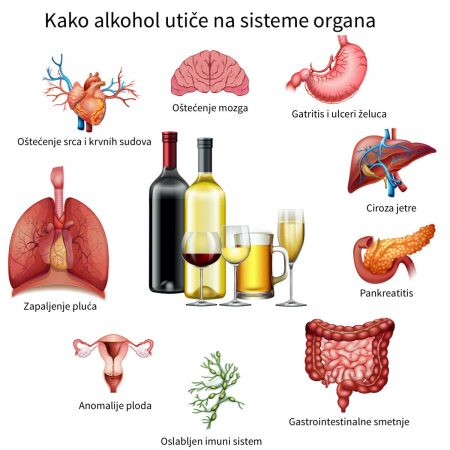 Kako alkohol utiče na sisteme organa
Oštećenje mozga
Gatritis i ulceri želuca
Oštećenje srca i krvnih sudova
Ciroza jetre
Pankreatitis
Zapaljenje pluća
Anomalije ploda
Gastrointestinalne smetnje
Oslabljen imuni sistem